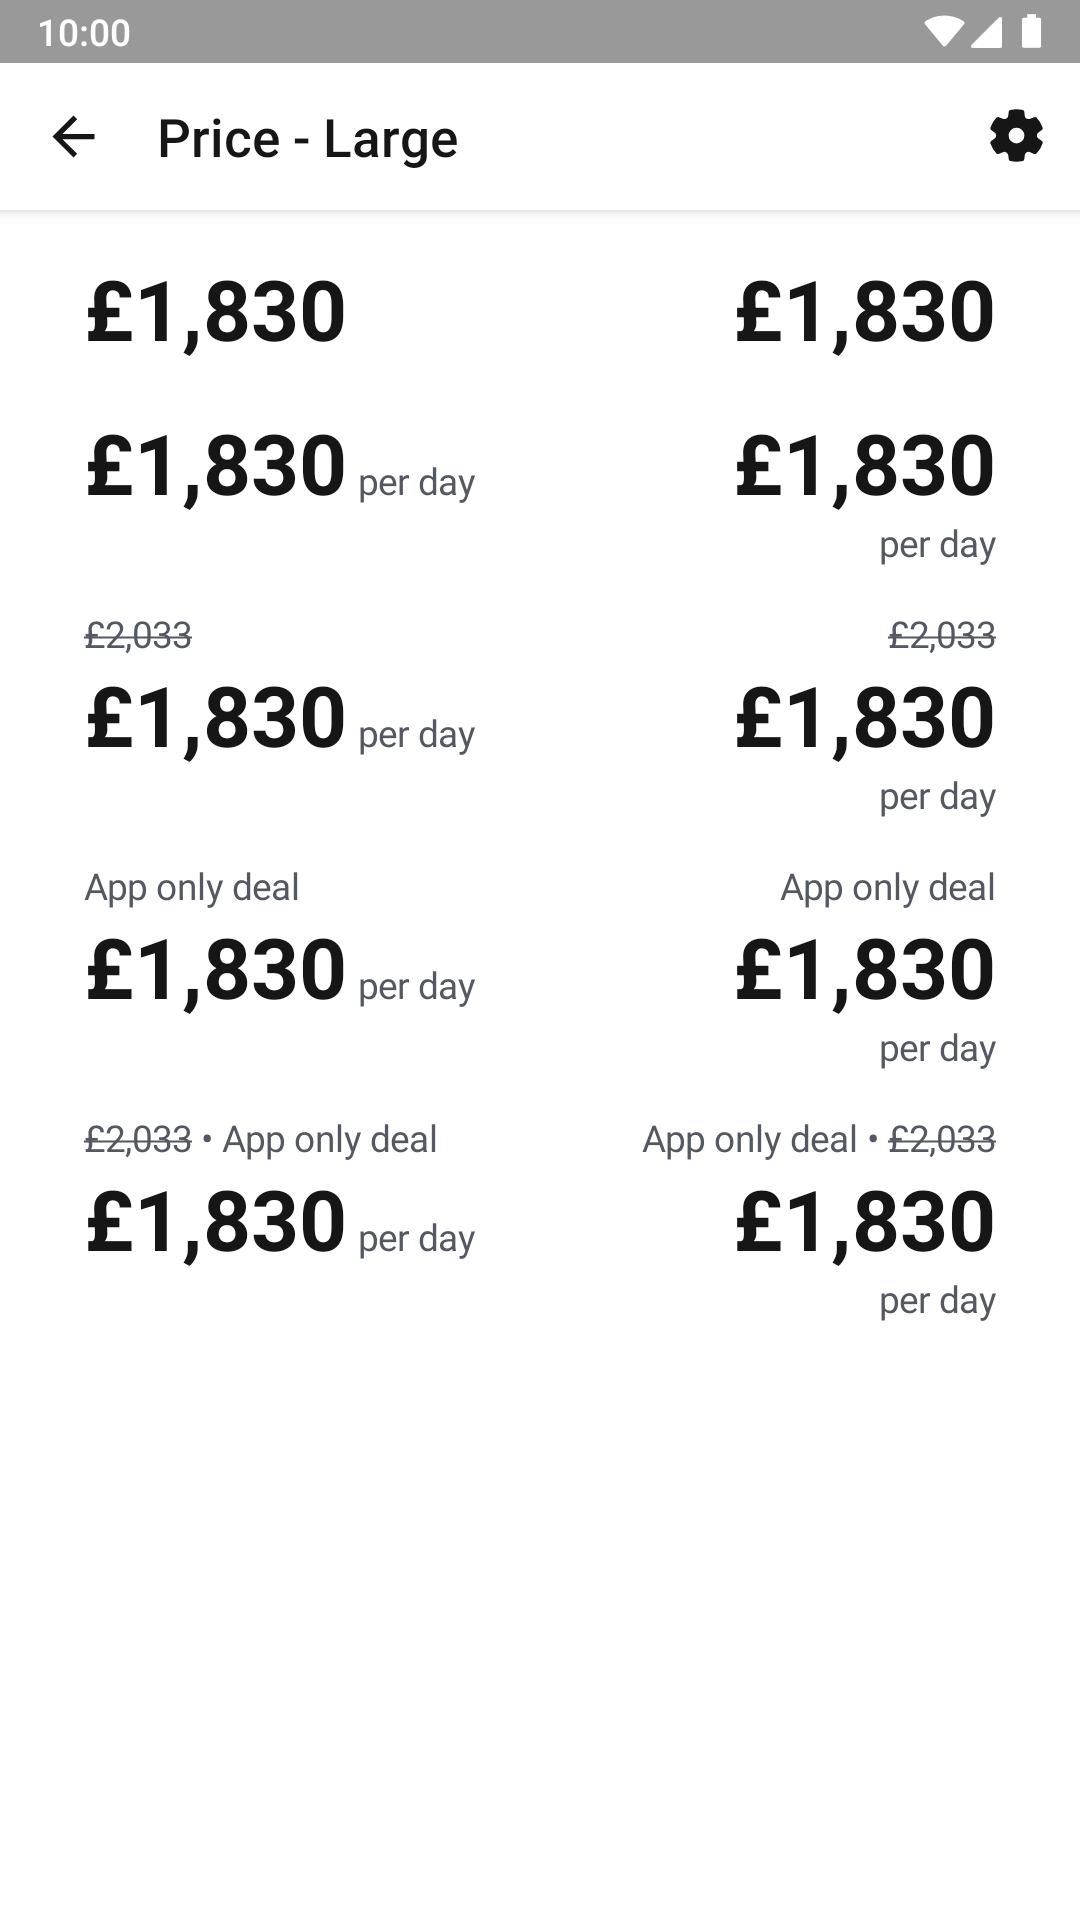 10:00
Price - Large
£1,830 £1,830
£1,830 per day £1,830
per day
£2,033 £2,033
£1,830 per day £1,830
per day
App only deal App only deal
£1,830 per day £1,830
per day
£2,033 • App only deal App only deal • £2,033
£1,830 per day £1,830
per day